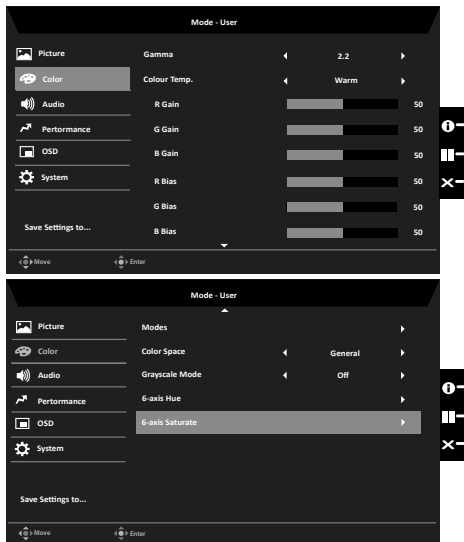 Mode - User
Picture
Gamma 2.2
Color
Colour Temp. Warm
Audio
R Gain 50
Pertormance
G Gain 50
OSD
B Gain 50
System
R Bias 50
G Bias 50
Save Settings to...
B Bias 50
Move Enter
Mode - User
Picture
Modes
Color
Color Space General
Audio
Grayscale Mode Off
Pertormance
6-axis Hue
OSD
6-axis Saturate
System
Save Settings to...
Move Enter